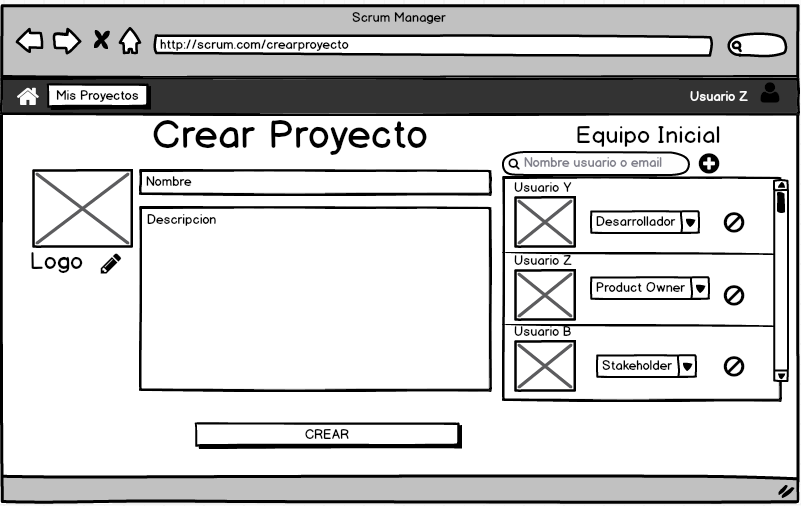 Scrum Manager
http://scrum.com/crearproyecto
Mis Proyectos
Usuario Z
Crear Proyecto
Nombre
Descripcion
Logo
CREAR
Equipo Inicial
Nombre usuario o email
Usuario Y
Desarrollador
Usuario Z
Product Owner
Usuario B
Stakeholder